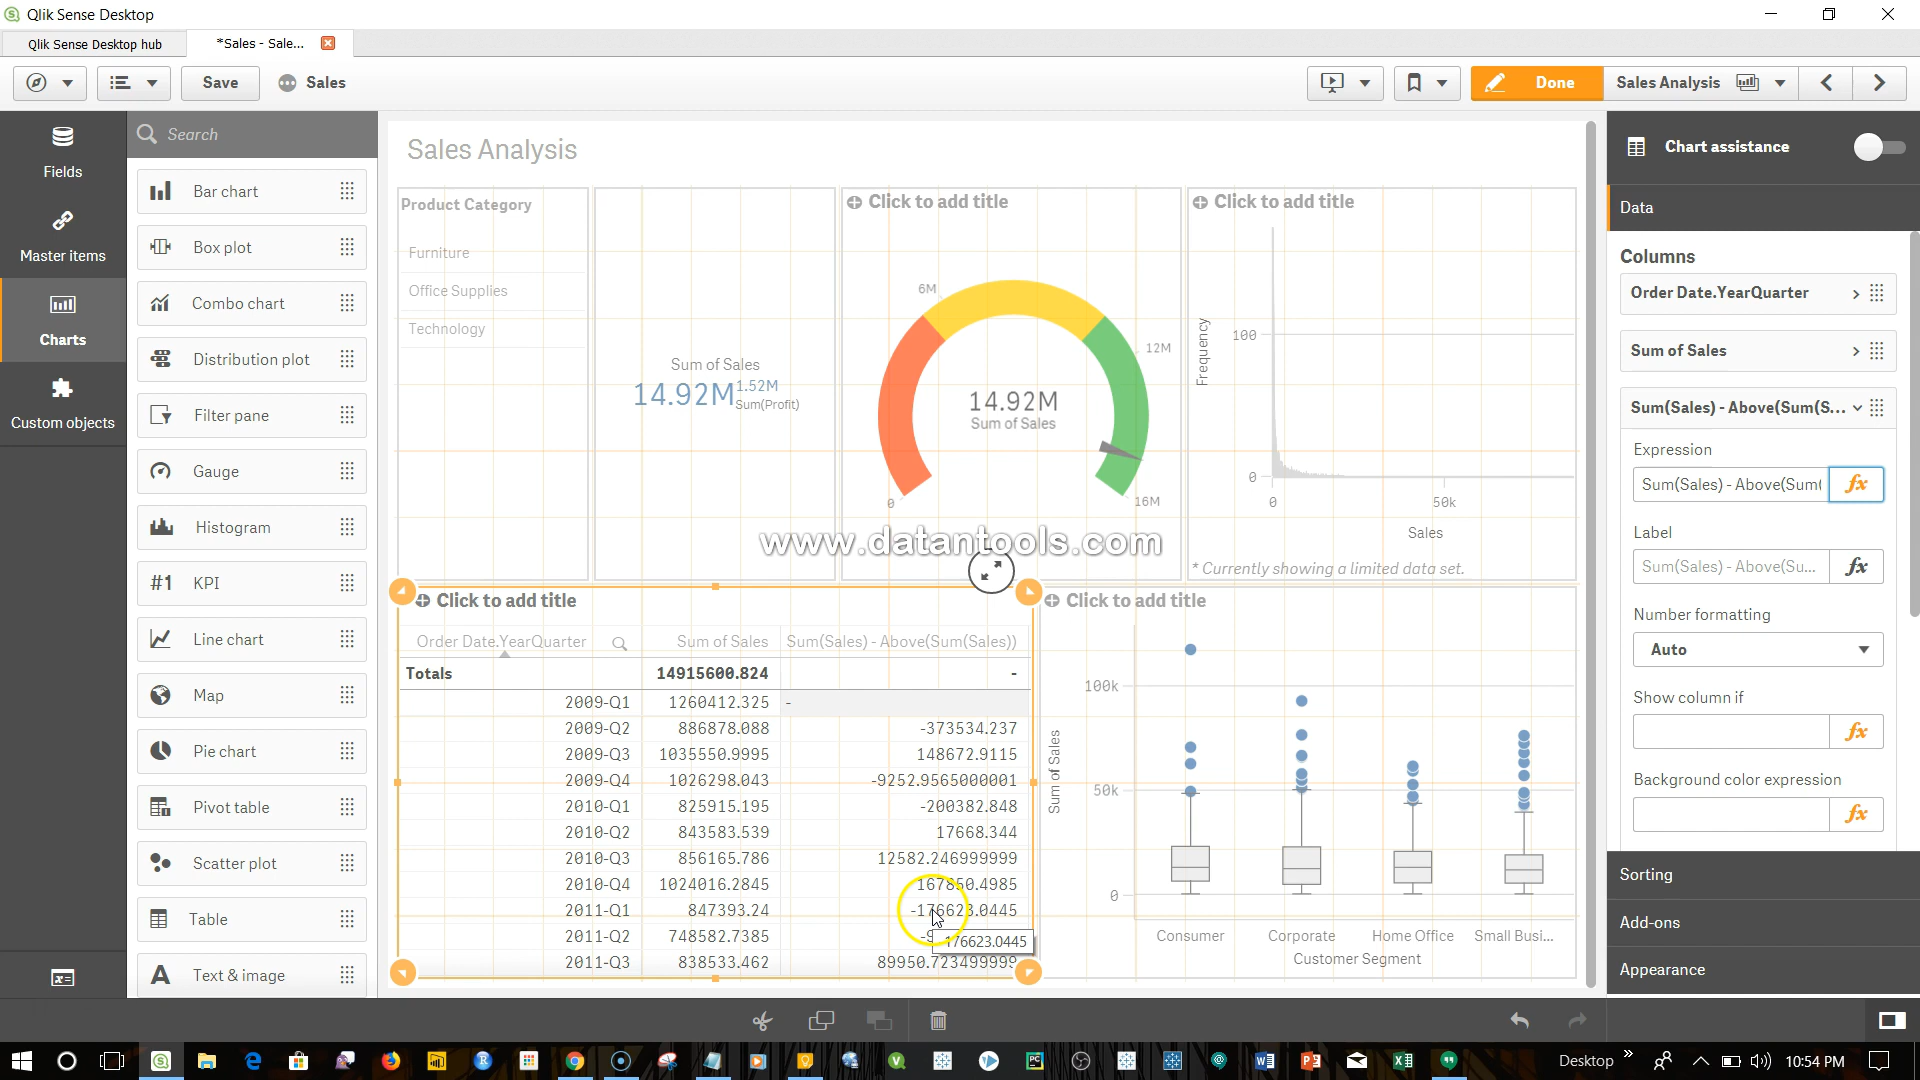 Qlik Sense Desktop
Qlik Sense Desktop hub
*Sales - Sale...
Save
Sales
Done
Sales Analysis
Search
Fields
Master items
Charts
Custom objects
Bar chart
Box plot
Combo chart
Distribution plot
Filter pane
Gauge
Histogram
#1 KPI
Line chart
Map
Pie chart
Pivot table
Scatter plot
Table
A Text & image
Sales Analysis
Product Category
Furniture
Office Supplies
Technology
Sum of Sales
14.92M
1.52M
Sum(Profit)
Click to add title
0
6M
12M
16M
14.92M
Sum of Sales
Click to add title
Frequency
100
0
0
50k
Sales
* Currently showing a limited data set.
www.datantools.com
Click to add title
Order Date.YearQuarter Sum of Sales Sum(Sales) - Above(Sum(Sales))
Totals 14915600.824 -
2009-Q1 1260412.325 -
2009-Q2 886878.088 -373534.237
2009-Q3 1035550.9995 148672.9115
2009-Q4 1026298.043 -9252.9565000001
2010-Q1 825915.195 -200382.848
2010-Q2 843583.539 17668.344
2010-Q3 856165.786 12582.246999999
2010-Q4 1024016.2845 167850.4985
2011-Q1 847393.24 -176623.0445
2011-Q2 748582.7385 -9
-176623.0445
2011-Q3 838533.462 89950.723499999
Click to add title
Sum of Sales
100k
50k
0
Consumer
Corporate
Home Office
Small Busi...
Customer Segment
Chart assistance
Data
Columns
Order Date.YearQuarter
Sum of Sales
Sum(Sales) - Above(Sum(S...
Expression
Sum(Sales) - Above(Sum(
fx
Label
Sum(Sales) - Above(Su...
fx
Number formatting
Auto
Show column if
fx
Background color expression
fx
Sorting
Add-ons
Appearance
Desktop
10:54 PM